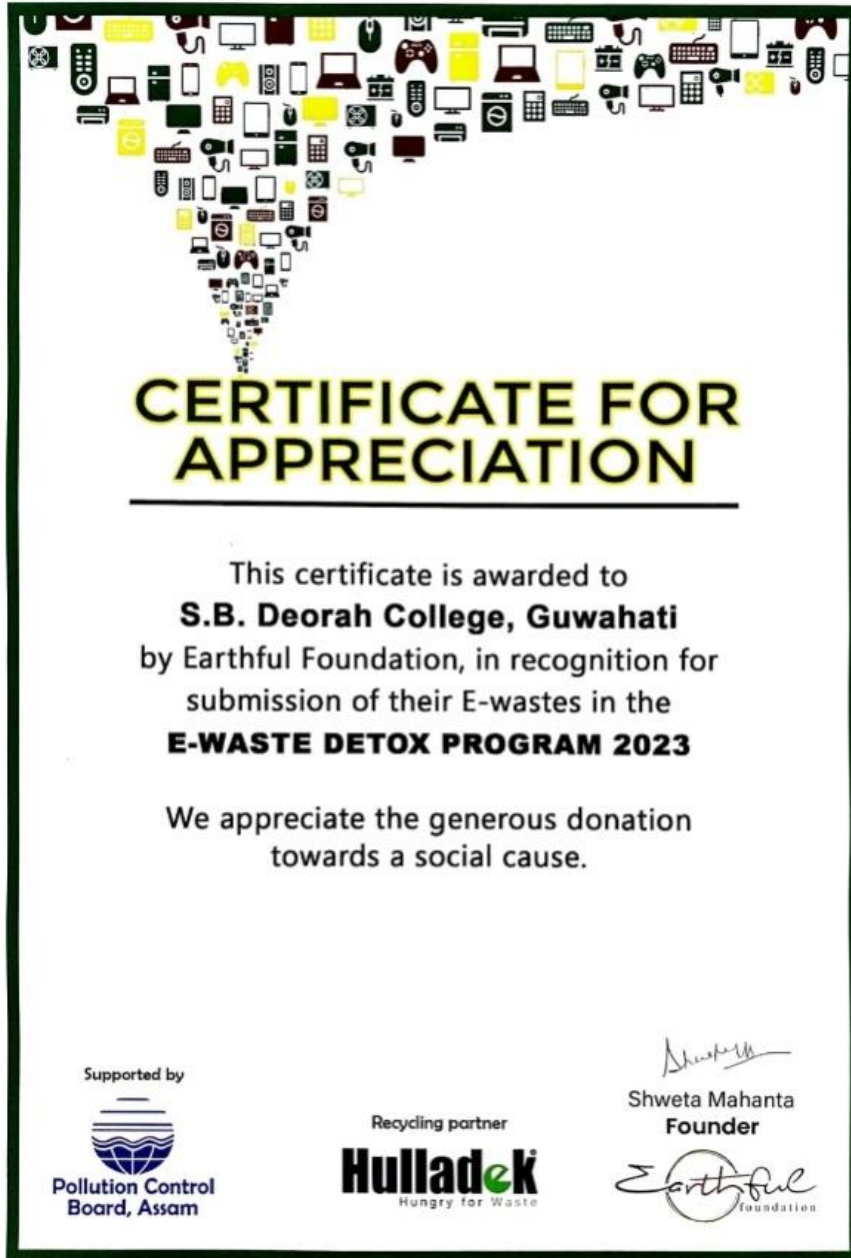 CERTIFICATE FOR
APPRECIATION
This certificate is awarded to
S.B. Deorah College, Guwahati
by Earthful Foundation, in recognition for
submission of their E-wastes in the
E-WASTE DETOX PROGRAM 2023
We appreciate the generous donation
towards a social cause.
Supported by
Pollution Control
Board, Assam
Recycling partner
Hulladek
Hungry for Waste
Shweta Mahanta
Founder
Earthful
foundation